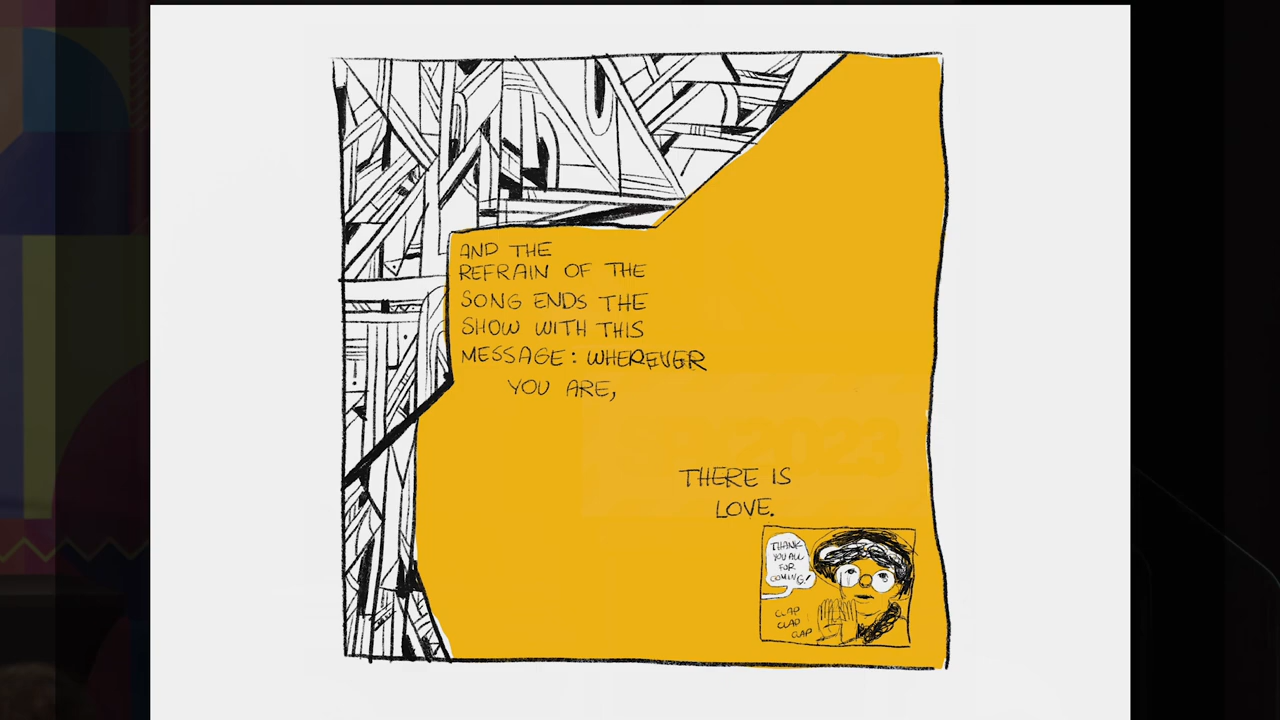 AND THE
REFRAIN OF THE
SONG ENDS THE
SHOW WITH THIS
MESSAGE: WHEREVER
YOU ARE,
THERE IS
LOVE.
THANK
YOU ALL
FOR
COMING!
CLAP
CLAP
CLAP
2023